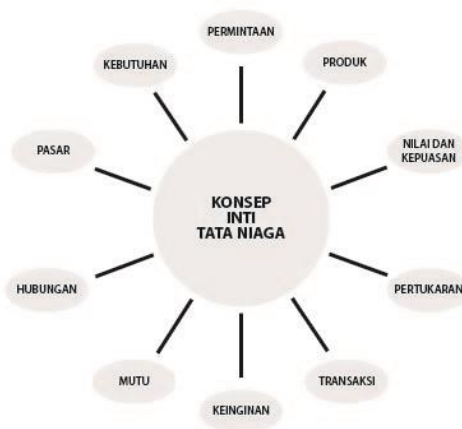 PERMINTAAN
PRODUK
KEBUTUHAN
NILAI DAN
KEPUASAN
PASAR
KONSEP
INTI
TATA NIAGA
HUBUNGAN
PERTUKARAN
MUTU
TRANSAKSI
KEINGINAN